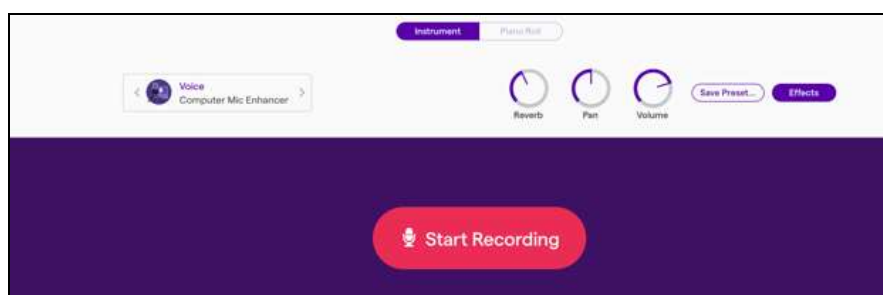 Instrument
Piano Roll
Voice
Computer Mic Enhancer
Reverb
Pan
Volume
Save Preset...
Effects
Start Recording